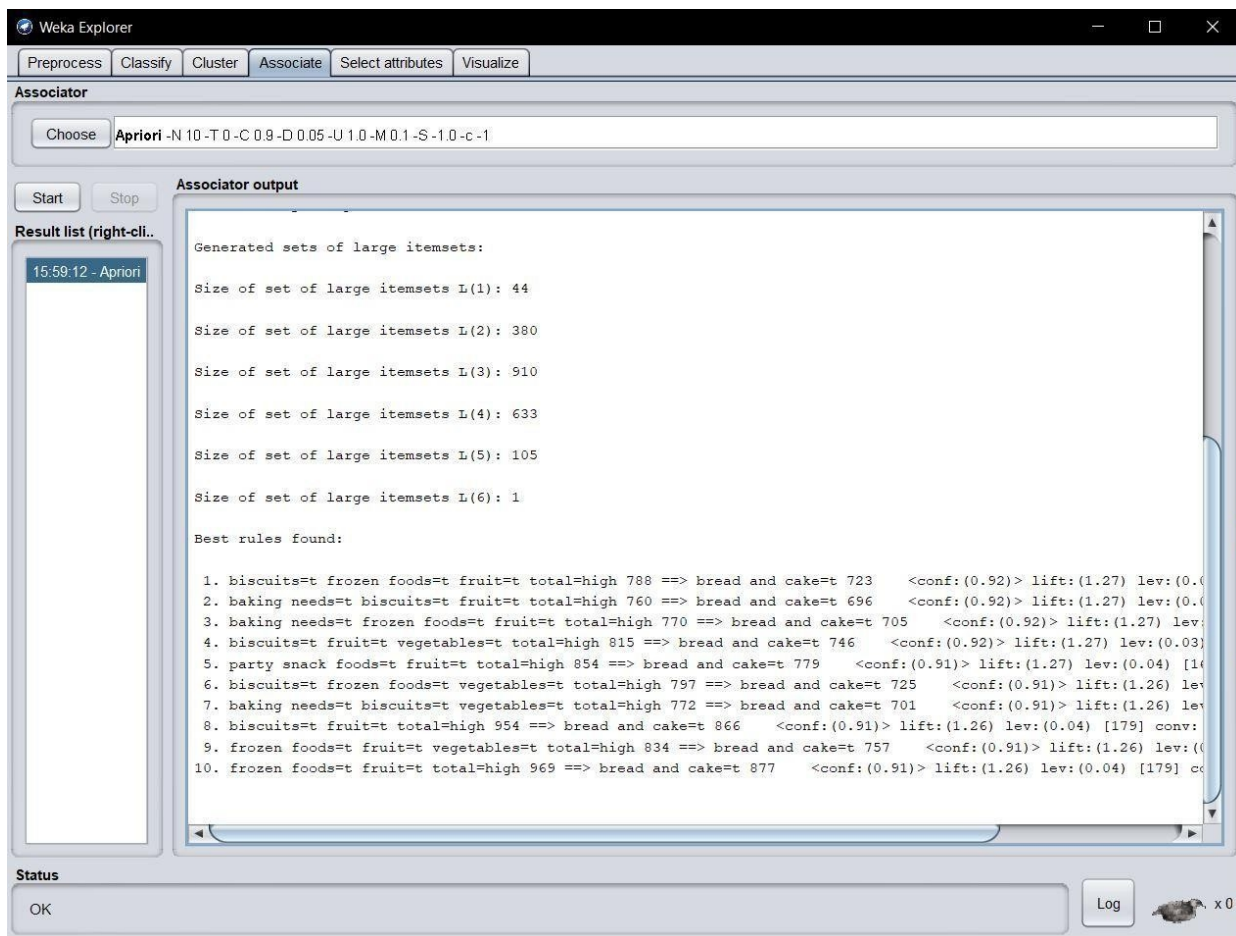 Weka Explorer
Preprocess Classify Cluster Associate Select attributes Visualize
Associator
Choose Apriori -N 10 -T 0 -C 0.9 -D 0.05 -U 1.0 -M 0.1 -S -1.0 -c -1
Start Stop
Result list (right-cli..
15:59:12 - Apriori
Associator output
Generated sets of large itemsets:
Size of set of large itemsets L(1): 44
Size of set of large itemsets L(2): 380
Size of set of large itemsets L(3): 910
Size of set of large itemsets L(4): 633
Size of set of large itemsets L(5): 105
Size of set of large itemsets L(6): 1
Best rules found:
1. biscuits=t frozen foods=t fruit=t total=high 788 ==> bread and cake=t 723 <conf:(0.92)> lift:(1.27) lev:(0.0
2. baking needs=t biscuits=t fruit=t total=high 760 ==> bread and cake=t 696 <conf:(0.92)> lift:(1.27) lev:(0.0
3. baking needs=t frozen foods=t fruit=t total=high 770 ==> bread and cake=t 705 <conf:(0.92)> lift:(1.27) lev:
4. biscuits=t fruit=t vegetables=t total=high 815 ==> bread and cake=t 746 <conf:(0.92)> lift:(1.27) lev:(0.03)
5. party snack foods=t fruit=t total=high 854 ==> bread and cake=t 779 <conf:(0.91)> lift:(1.27) lev:(0.04) [16
6. biscuits=t frozen foods=t vegetables=t total=high 797 ==> bread and cake=t 725 <conf:(0.91)> lift:(1.26) lev
7. baking needs=t biscuits=t vegetables=t total=high 772 ==> bread and cake=t 701 <conf:(0.91)> lift:(1.26) lev
8. biscuits=t fruit=t total=high 954 ==> bread and cake=t 866 <conf:(0.91)> lift:(1.26) lev:(0.04) [179] conv:(
9. frozen foods=t fruit=t vegetables=t total=high 834 ==> bread and cake=t 757 <conf:(0.91)> lift:(1.26) lev:(0
10. frozen foods=t fruit=t total=high 969 ==> bread and cake=t 877 <conf:(0.91)> lift:(1.26) lev:(0.04) [179] co
Status
OK
Log
x 0